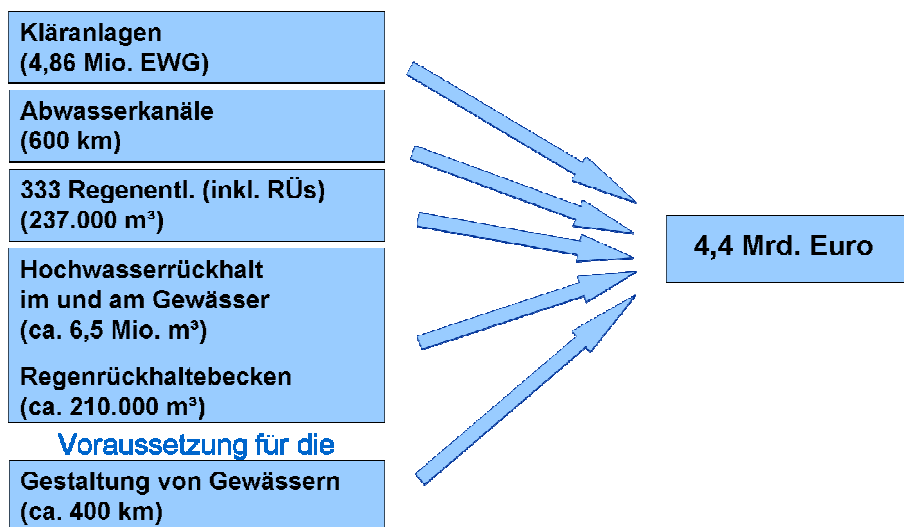 Kläranlagen
(4,86 Mio. EWG)
Abwasserkanäle
(600 km)
333 Regenentl. (inkl. RÜs)
(237.000 m³)
Hochwasserrückhalt
im und am Gewässer
(ca. 6,5 Mio. m³)
Regenrückhaltebecken
(ca. 210.000 m³)
Voraussetzung für die
Gestaltung von Gewässern
(ca. 400 km)
4,4 Mrd. Euro